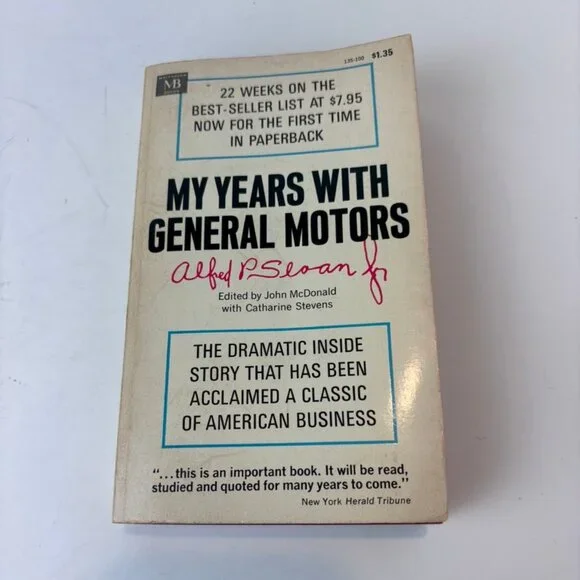 MB
135-100 $1.35
22 WEEKS ON THE
BEST-SELLER LIST AT $7.95
NOW FOR THE FIRST TIME
IN PAPERBACK
MY YEARS WITH
GENERAL MOTORS
Alfred P. Sloan Jr
Edited by John McDonald
with Catharine Stevens
THE DRAMATIC INSIDE
STORY THAT HAS BEEN
ACCLAIMED A CLASSIC
OF AMERICAN BUSINESS
"...this is an important book. It will be read,
studied and quoted for many years to come."
New York Herald Tribune